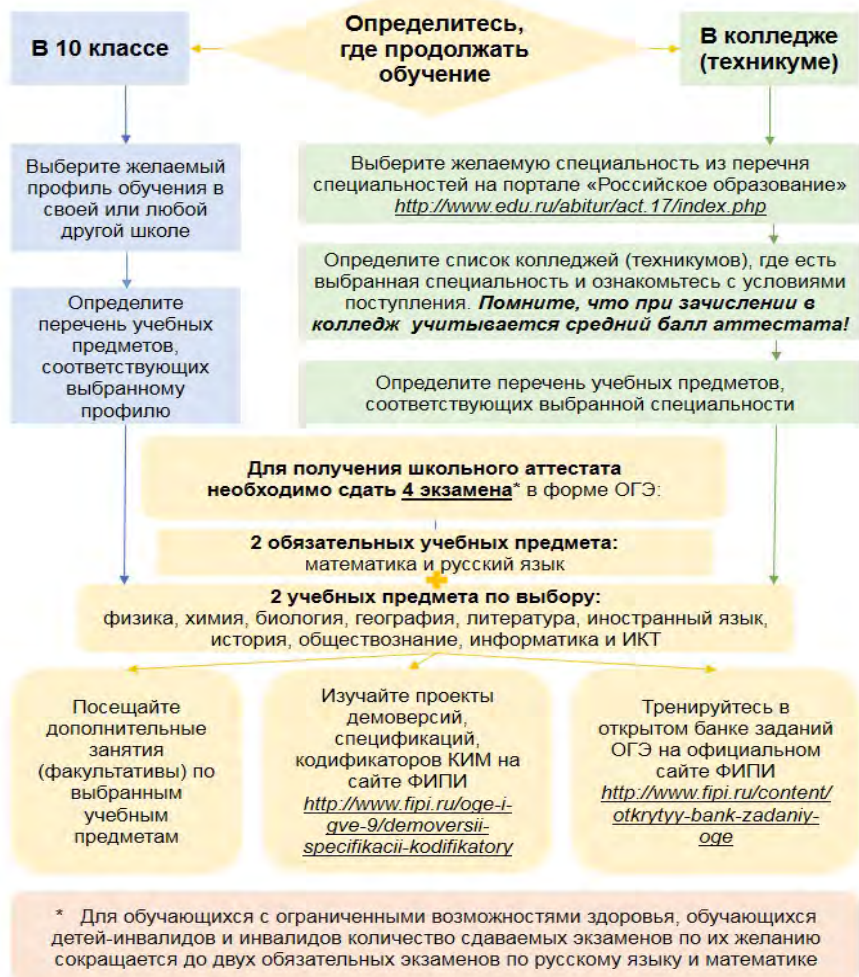 Определитесь,
где продолжать
обучение
В 10 классе
В колледже
(техникуме)
Выберите желаемый
профиль обучения в
своей или любой
другой школе
Определите
перечень учебных
предметов,
соответствующих
выбранному
профилю
Выберите желаемую специальность из перечня
специальностей на портале «Российское образование»
http://www.edu.ru/abitur/act.17/index.php
Определите список колледжей (техникумов), где есть
выбранная специальность и ознакомьтесь с условиями
поступления. Помните, что при зачислении в
колледж учитывается средний балл аттестата!
Определите перечень учебных предметов,
соответствующих выбранной специальности
Для получения школьного аттестата
необходимо сдать 4 экзамена* в форме ОГЭ:
2 обязательных учебных предмета:
математика и русский язык
2 учебных предмета по выбору:
физика, химия, биология, география, литература, иностранный язык,
история, обществознание, информатика и ИКТ
Посещайте
дополнительные
занятия
(факультативы) по
выбранным
учебным
предметам
Изучайте проекты
демоверсий,
спецификаций,
кодификаторов КИМ на
сайте ФИПИ
http://www.fipi.ru/oge-i-
gve-9/demoversii-
specifikacii-kodifikatory
Тренируйтесь в
открытом банке заданий
ОГЭ на официальном
сайте ФИПИ
http://www.fipi.ru/content/
otkrytyy-bank-zadaniy-
oge
* Для обучающихся с ограниченными возможностями здоровья, обучающихся
детей-инвалидов и инвалидов количество сдаваемых экзаменов по их желанию
сокращается до двух обязательных экзаменов по русскому языку и математике